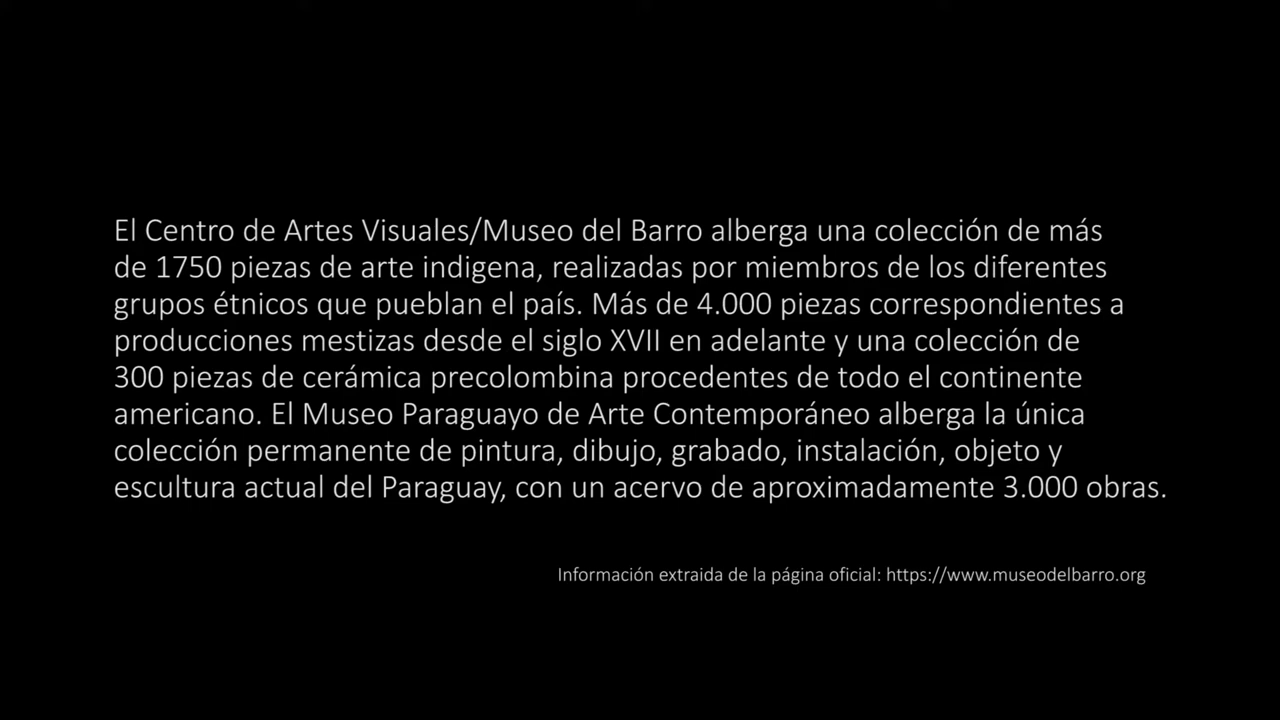 El Centro de Artes Visuales/Museo del Barro alberga una colección de más
de 1750 piezas de arte indigena, realizadas por miembros de los diferentes
grupos étnicos que pueblan el país. Más de 4.000 piezas correspondientes a
producciones mestizas desde el siglo XVII en adelante y una colección de
300 piezas de cerámica precolombina procedentes de todo el continente
americano. El Museo Paraguayo de Arte Contemporáneo alberga la única
colección permanente de pintura, dibujo, grabado, instalación, objeto y
escultura actual del Paraguay, con un acervo de aproximadamente 3.000 obras.
Información extraida de la página oficial: https://www.museodelbarro.org